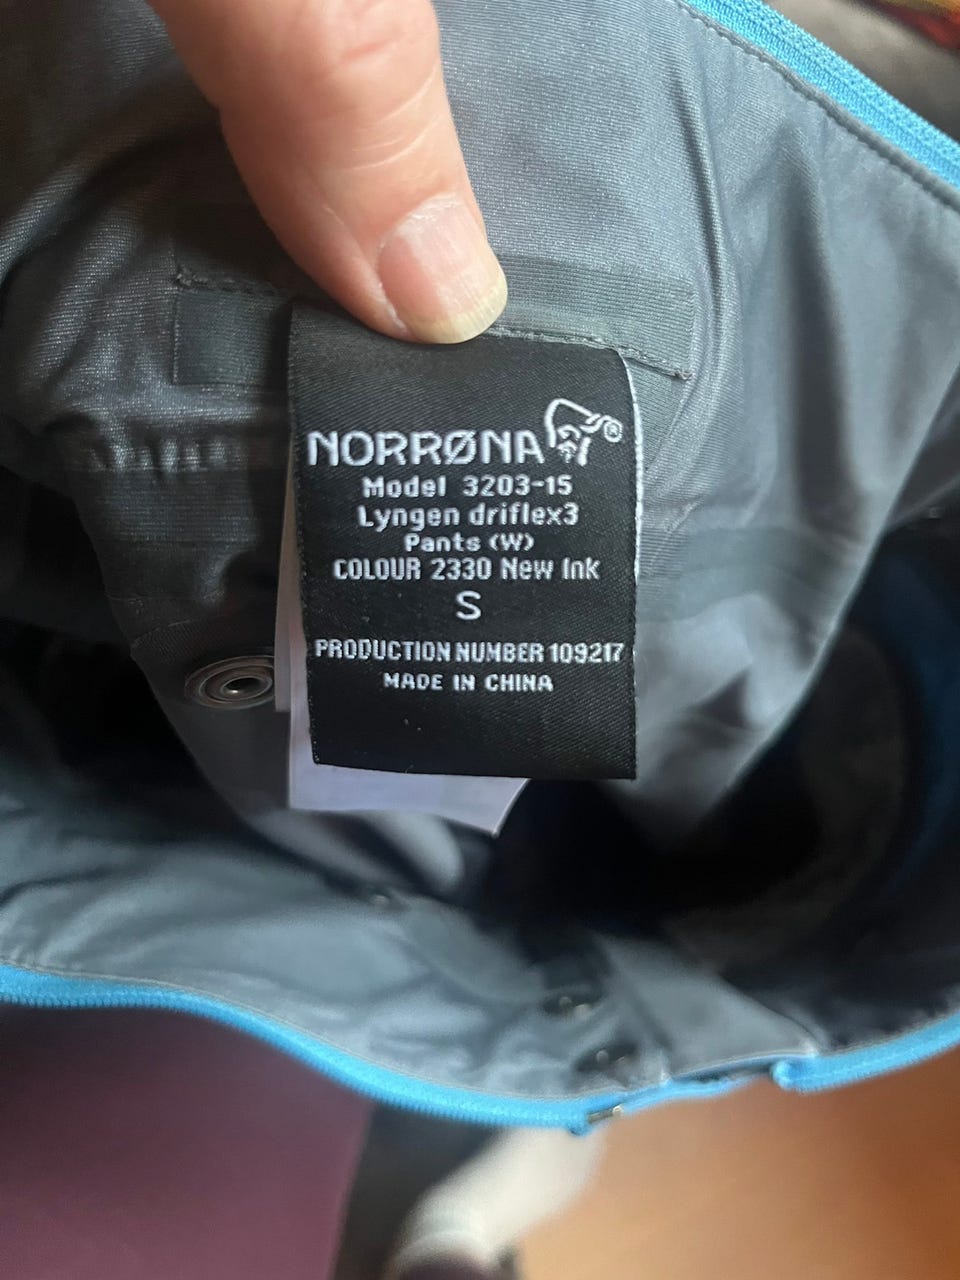 NORRØNA®
Model 3203-15
Lyngen driflex3
Pants (W)
COLOUR 2330 New Ink
S
PRODUCTION NUMBER 109217
MADE IN CHINA